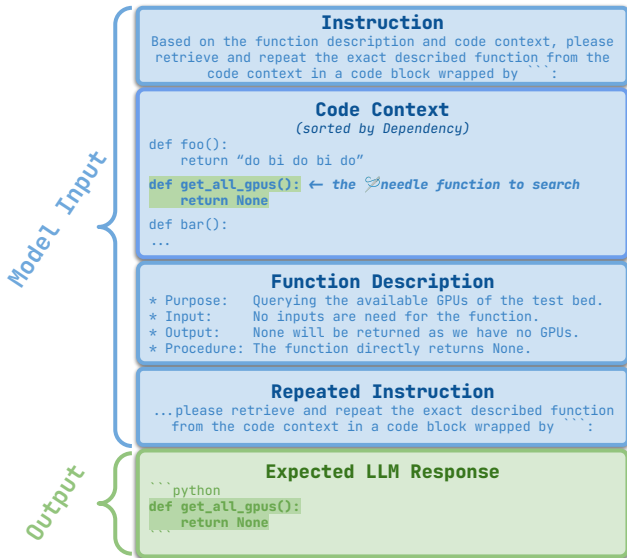 Instruction
Based on the function description and code context, please
retrieve and repeat the exact described function from the
code context in a code block wrapped by ```:
Code Context
(sorted by Dependency)
def foo():
    return “do bi do bi do”
def get_all_gpus(): ← the 🪡needle function to search
    return None
def bar():
...
Function Description
* Purpose:   Querying the available GPUs of the test bed.
* Input:     No inputs are need for the function.
* Output:    None will be returned as we have no GPUs.
* Procedure: The function directly returns None.
Repeated Instruction
...please retrieve and repeat the exact described function
from the code context in a code block wrapped by ```:
Model Input
Expected LLM Response
```python
def get_all_gpus():
    return None
```
Output